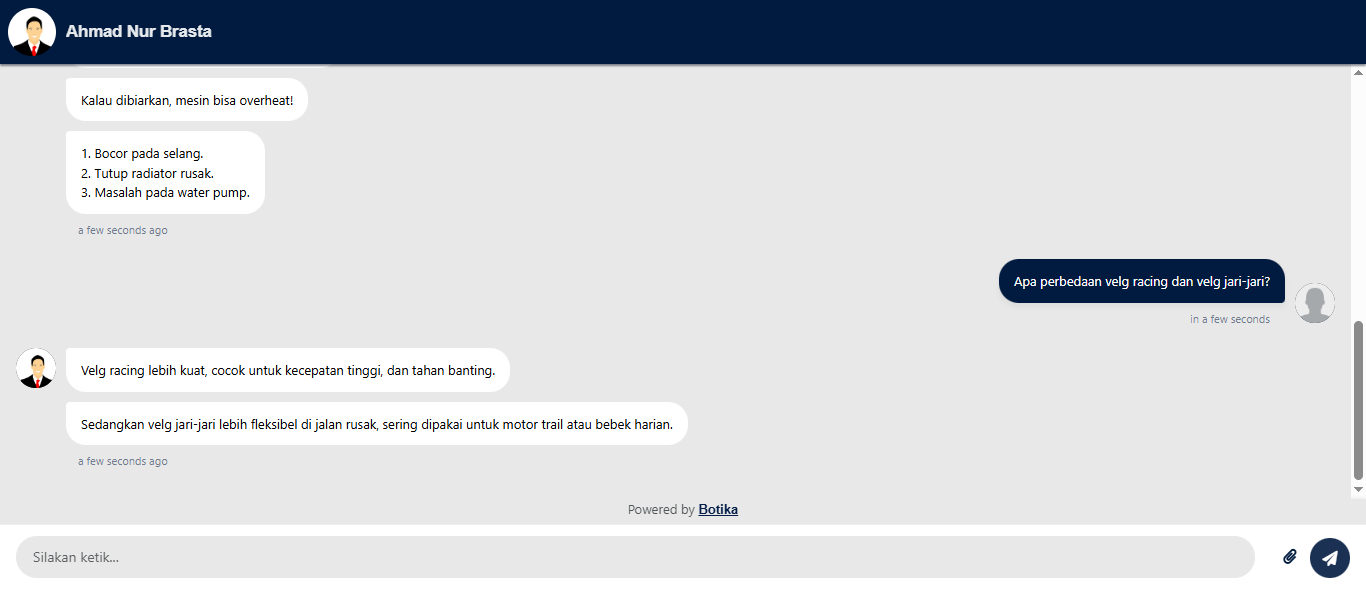 Ahmad Nur Brasta
Kalau dibiarkan, mesin bisa overheat!
1. Bocor pada selang.
2. Tutup radiator rusak.
3. Masalah pada water pump.
a few seconds ago
Apa perbedaan velg racing dan velg jari-jari?
in a few seconds
Velg racing lebih kuat, cocok untuk kecepatan tinggi, dan tahan banting.
Sedangkan velg jari-jari lebih fleksibel di jalan rusak, sering dipakai untuk motor trail atau bebek harian.
a few seconds ago
Powered by Botika
Silakan ketik...